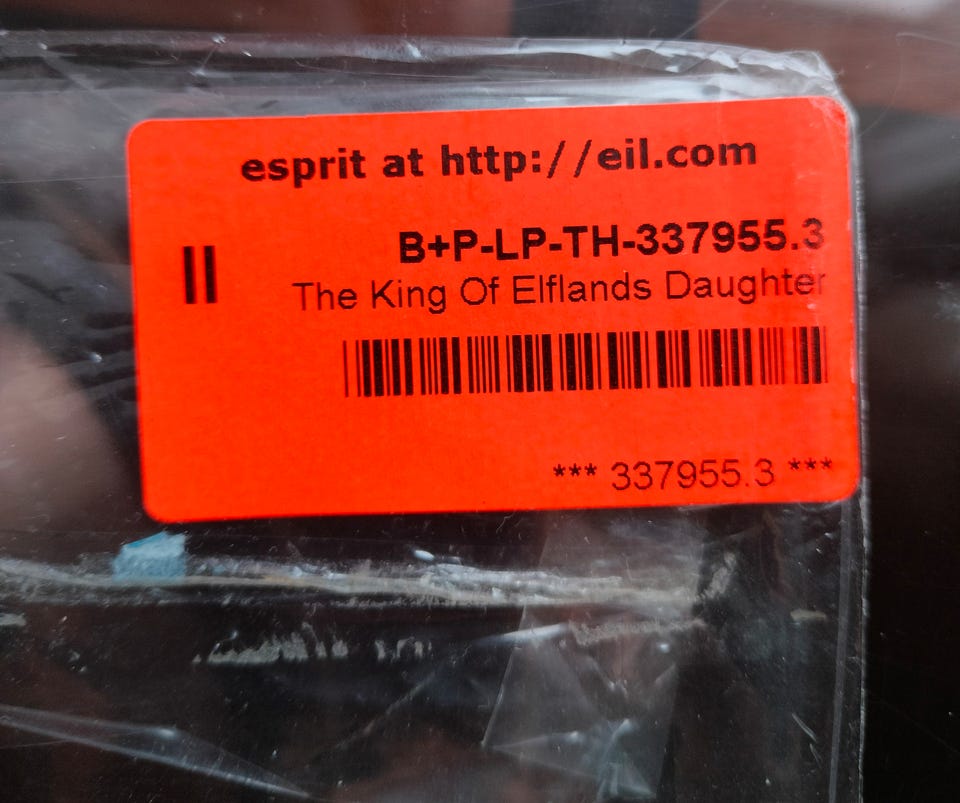 esprit at http://eil.com
B+P-LP-TH-337955.3
II
The King Of Elflands Daughter
*** 337955.3 ***